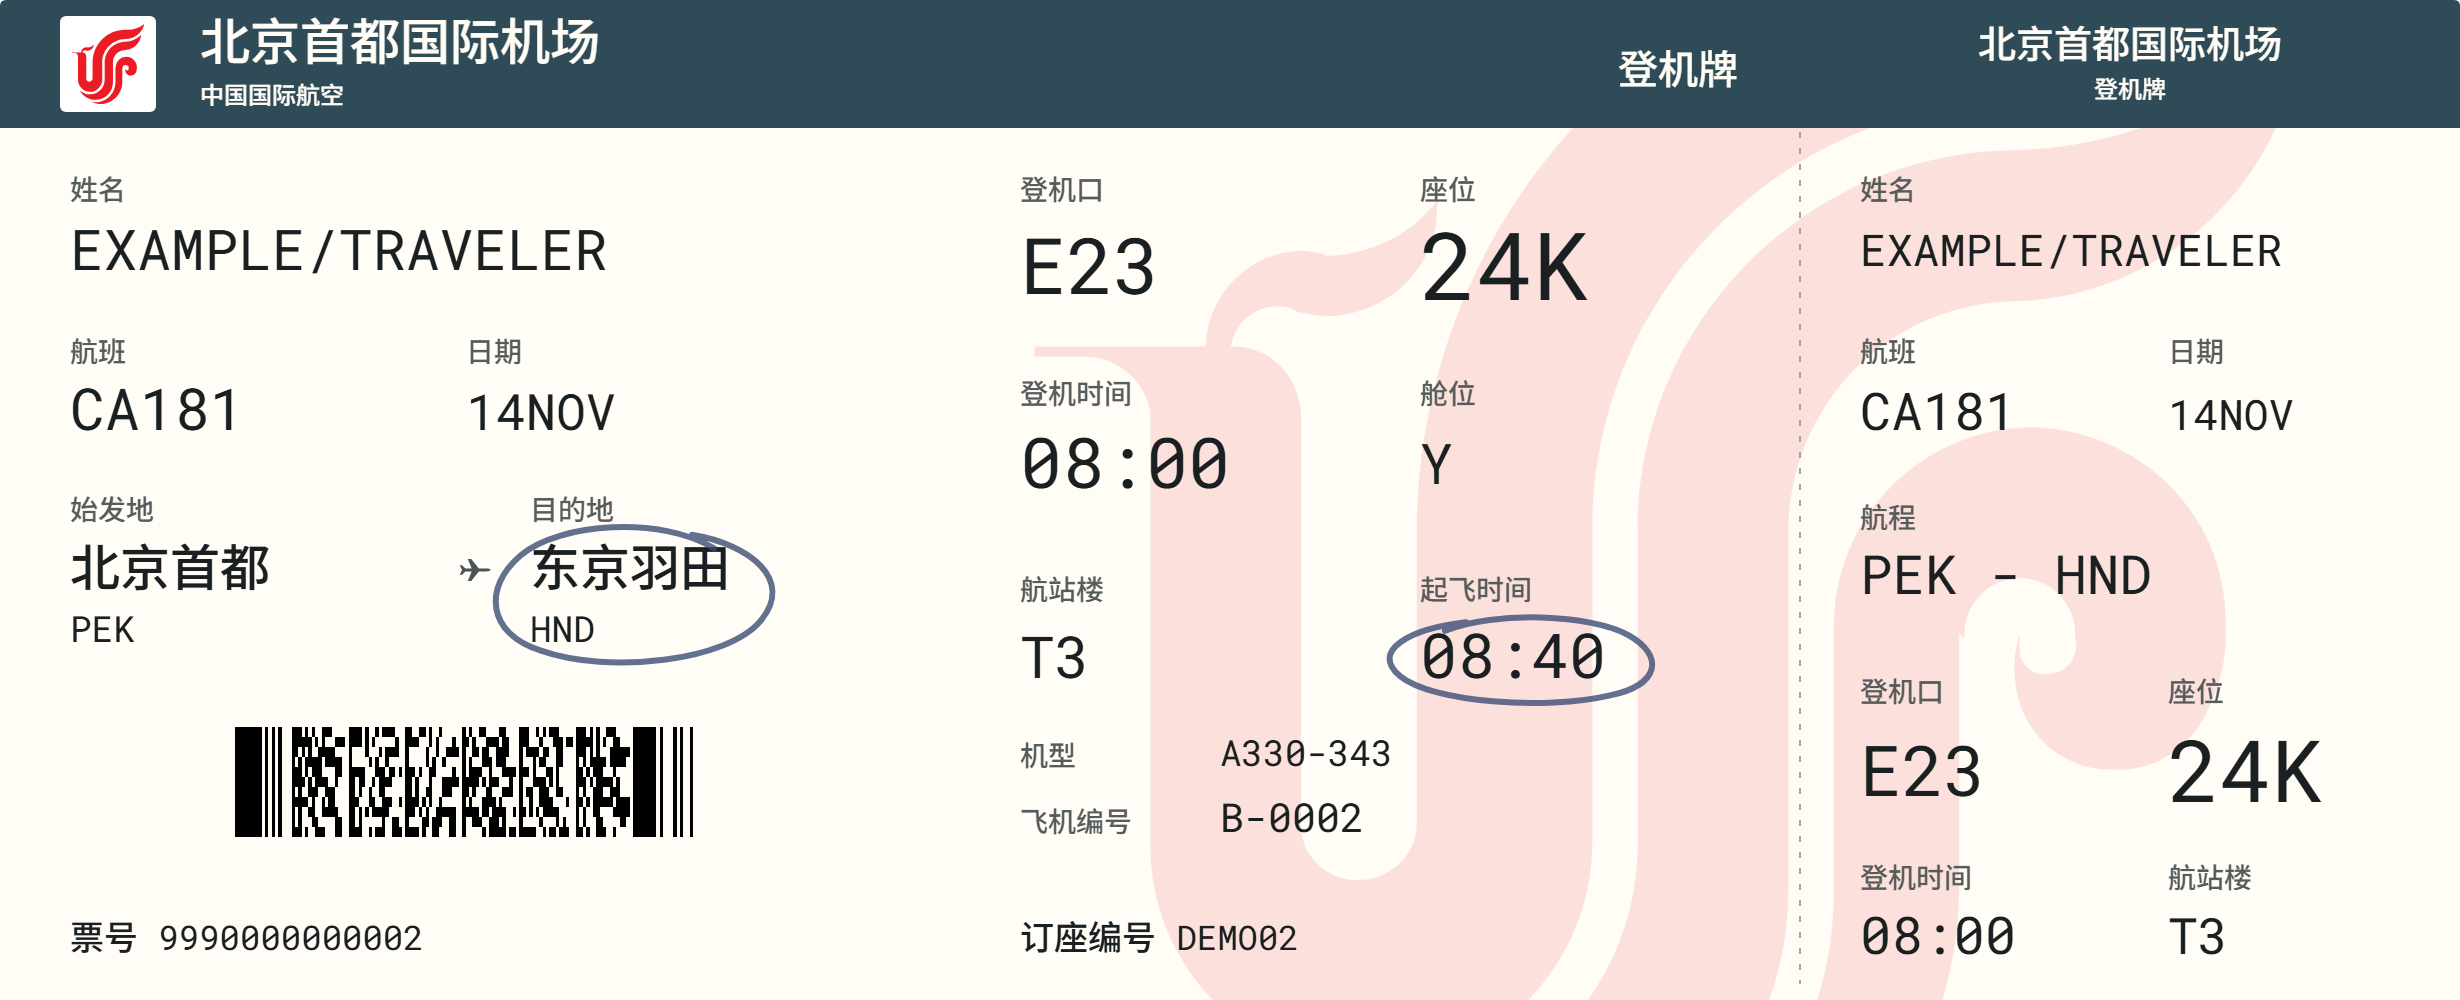 北京首都国际机场
中国国际航空
登机牌
北京首都国际机场
登机牌
姓名
EXAMPLE/TRAVELER
航班 日期
CA181 14NOV
始发地 目的地
北京首都 东京羽田
PEK HND
票号 9990000000002
登机口 座位
E23 24K
登机时间 舱位
08:00 Y
航站楼 起飞时间
T3 08:40
机型 A330-343
飞机编号 B-0002
订座编号 DEMO02
姓名
EXAMPLE/TRAVELER
航班 日期
CA181 14NOV
航程
PEK - HND
登机口 座位
E23 24K
登机时间 航站楼
08:00 T3